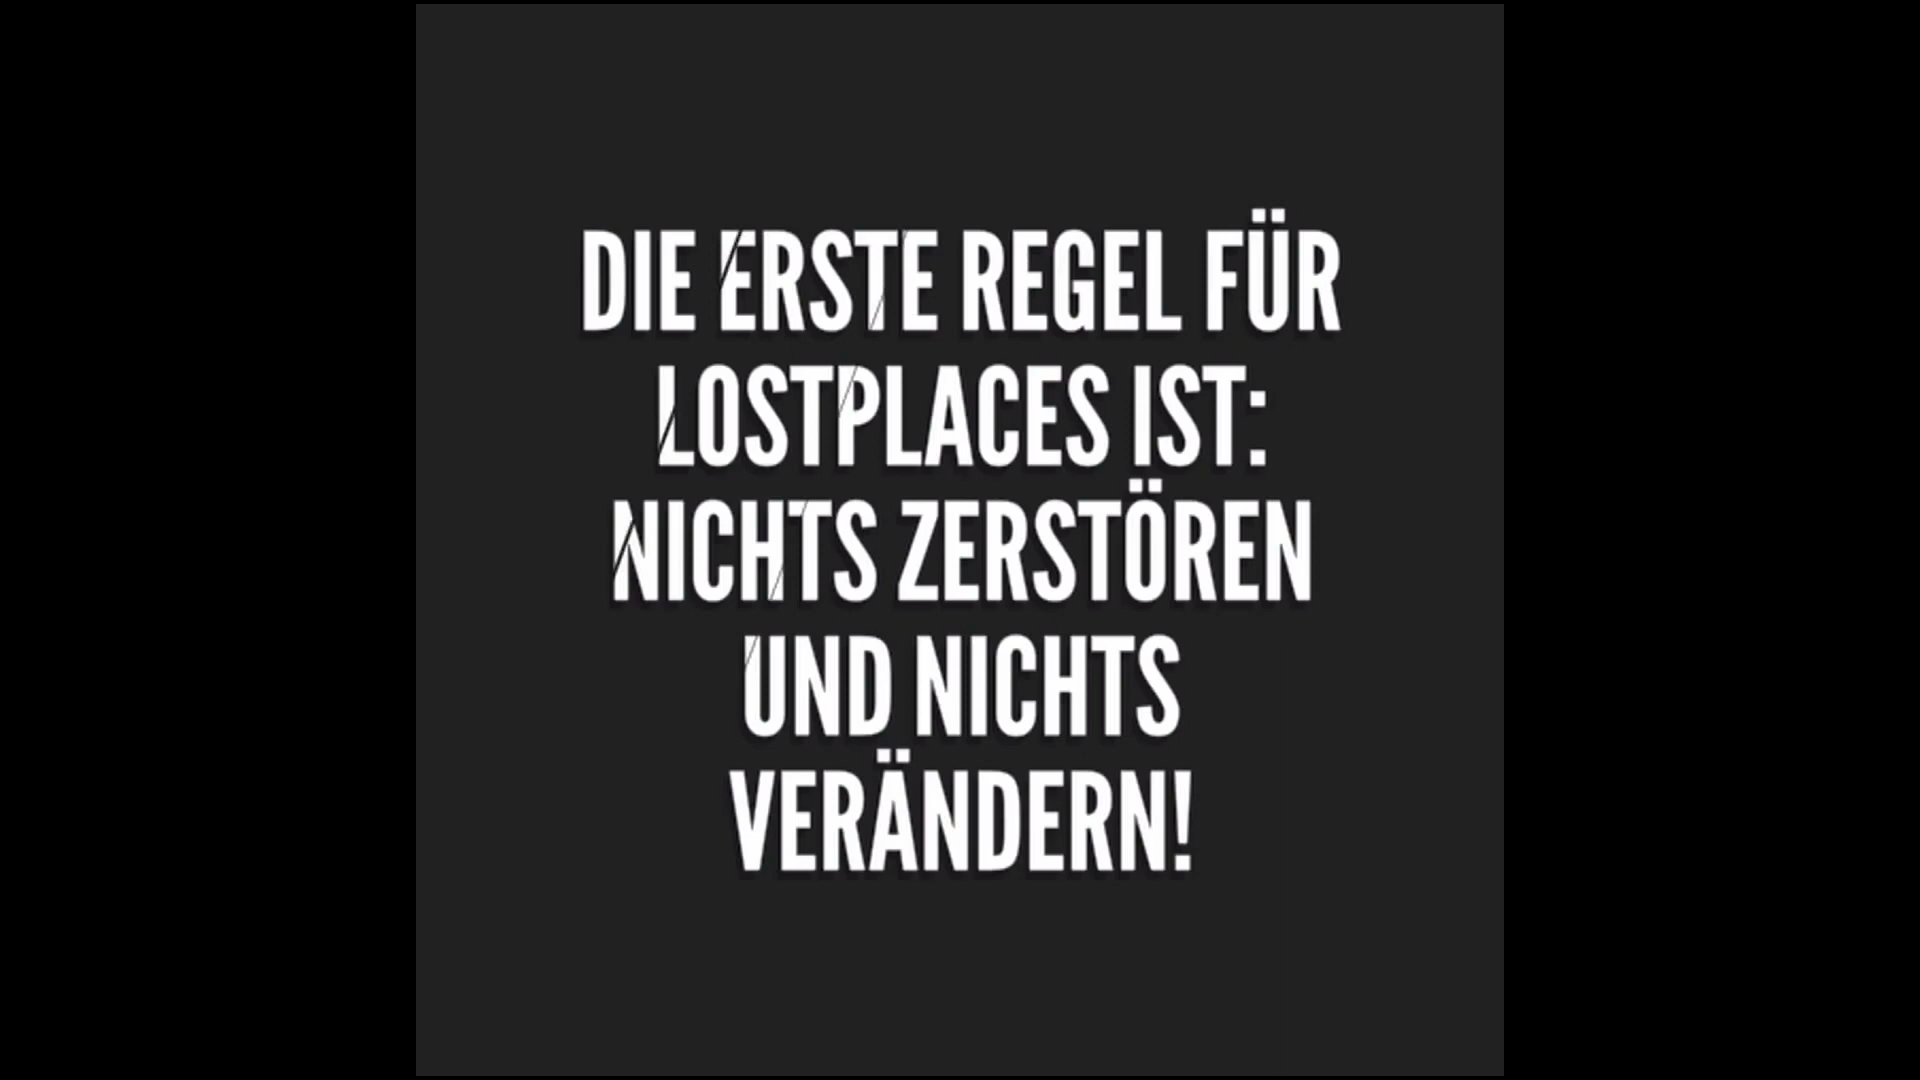 DIE ERSTE REGEL FÜR
LOSTPLACES IST:
NICHTS ZERSTÖREN
UND NICHTS
VERÄNDERN!